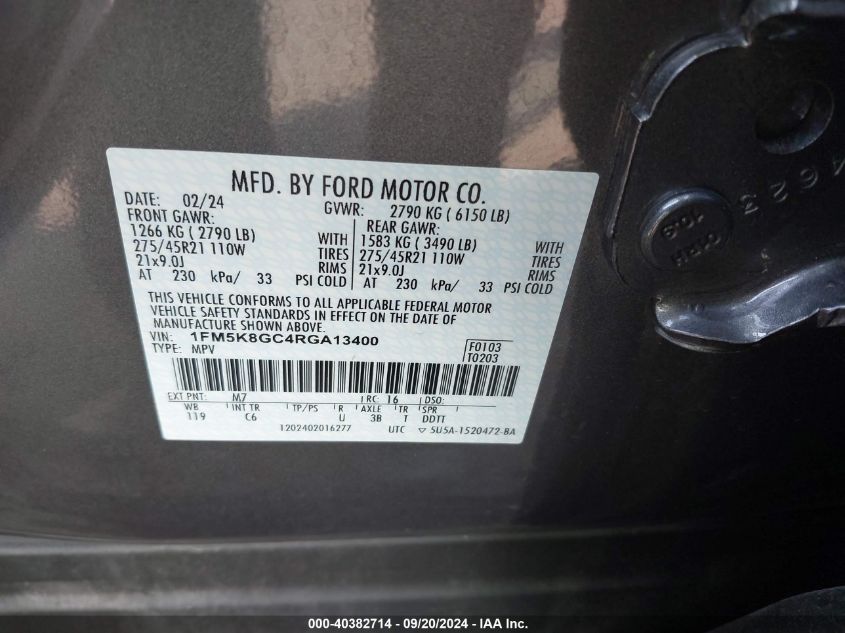 MFD. BY FORD MOTOR CO.
DATE: 02/24 GVWR: 2790 KG ( 6150 LB)
FRONT GAWR: REAR GAWR:
1266 KG ( 2790 LB) WITH 1583 KG ( 3490 LB) WITH
275/45R21 110W TIRES 275/45R21 110W TIRES
21x9.0J RIMS 21x9.0J RIMS
AT 230 kPa/ 33 PSI COLD AT 230 kPa/ 33 PSI COLD
THIS VEHICLE CONFORMS TO ALL APPLICABLE FEDERAL MOTOR
VEHICLE SAFETY STANDARDS IN EFFECT ON THE DATE OF
MANUFACTURE SHOWN ABOVE.
VIN: 1FM5K8GC4RGA13400 F0103
TYPE: MPV T0203
EXT PNT: M7 RC: 16 DSO:
WB INT TR TP/PS R AXLE TR SPR
119 C6 U 3B T DDTT
1202402016277 UTC ▽ 5U5A-1520472-BA
4623
10.9
000-40382714 - 09/20/2024 - IAA Inc.